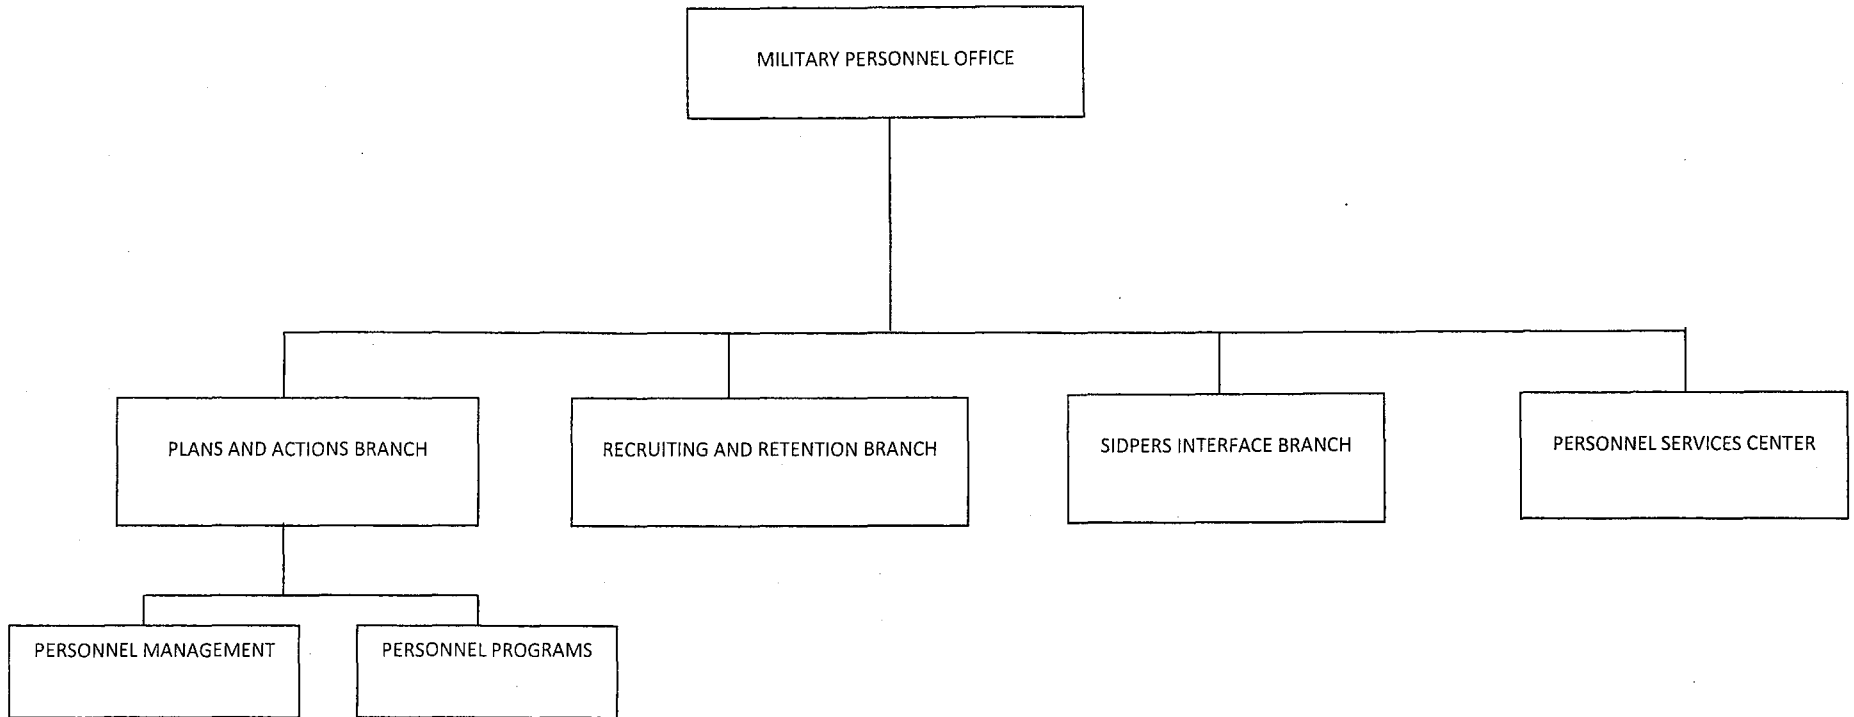 MILITARY PERSONNEL OFFICE
PLANS AND ACTIONS BRANCH
RECRUITING AND RETENTION BRANCH
SIDPERS INTERFACE BRANCH
PERSONNEL SERVICES CENTER
PERSONNEL MANAGEMENT
PERSONNEL PROGRAMS